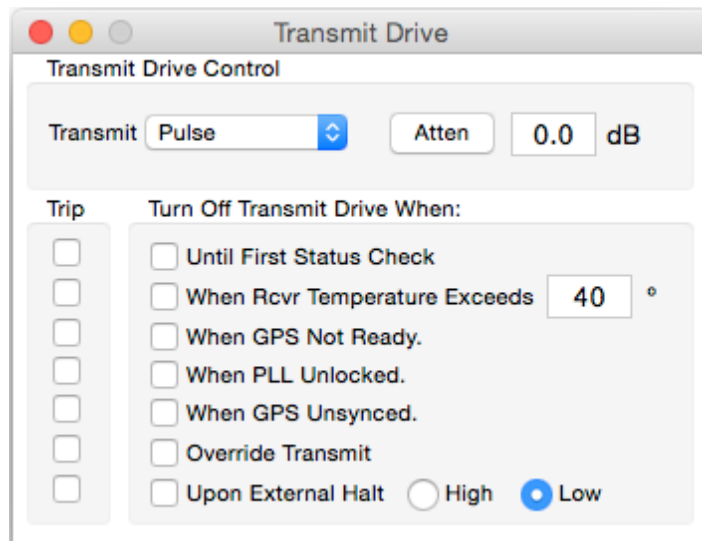 Transmit Drive
Transmit Drive Control
Transmit Pulse Atten 0.0 dB
Trip Turn Off Transmit Drive When:
Until First Status Check
When Rcvr Temperature Exceeds 40 °
When GPS Not Ready.
When PLL Unlocked.
When GPS Unsynced.
Override Transmit
Upon External Halt High Low